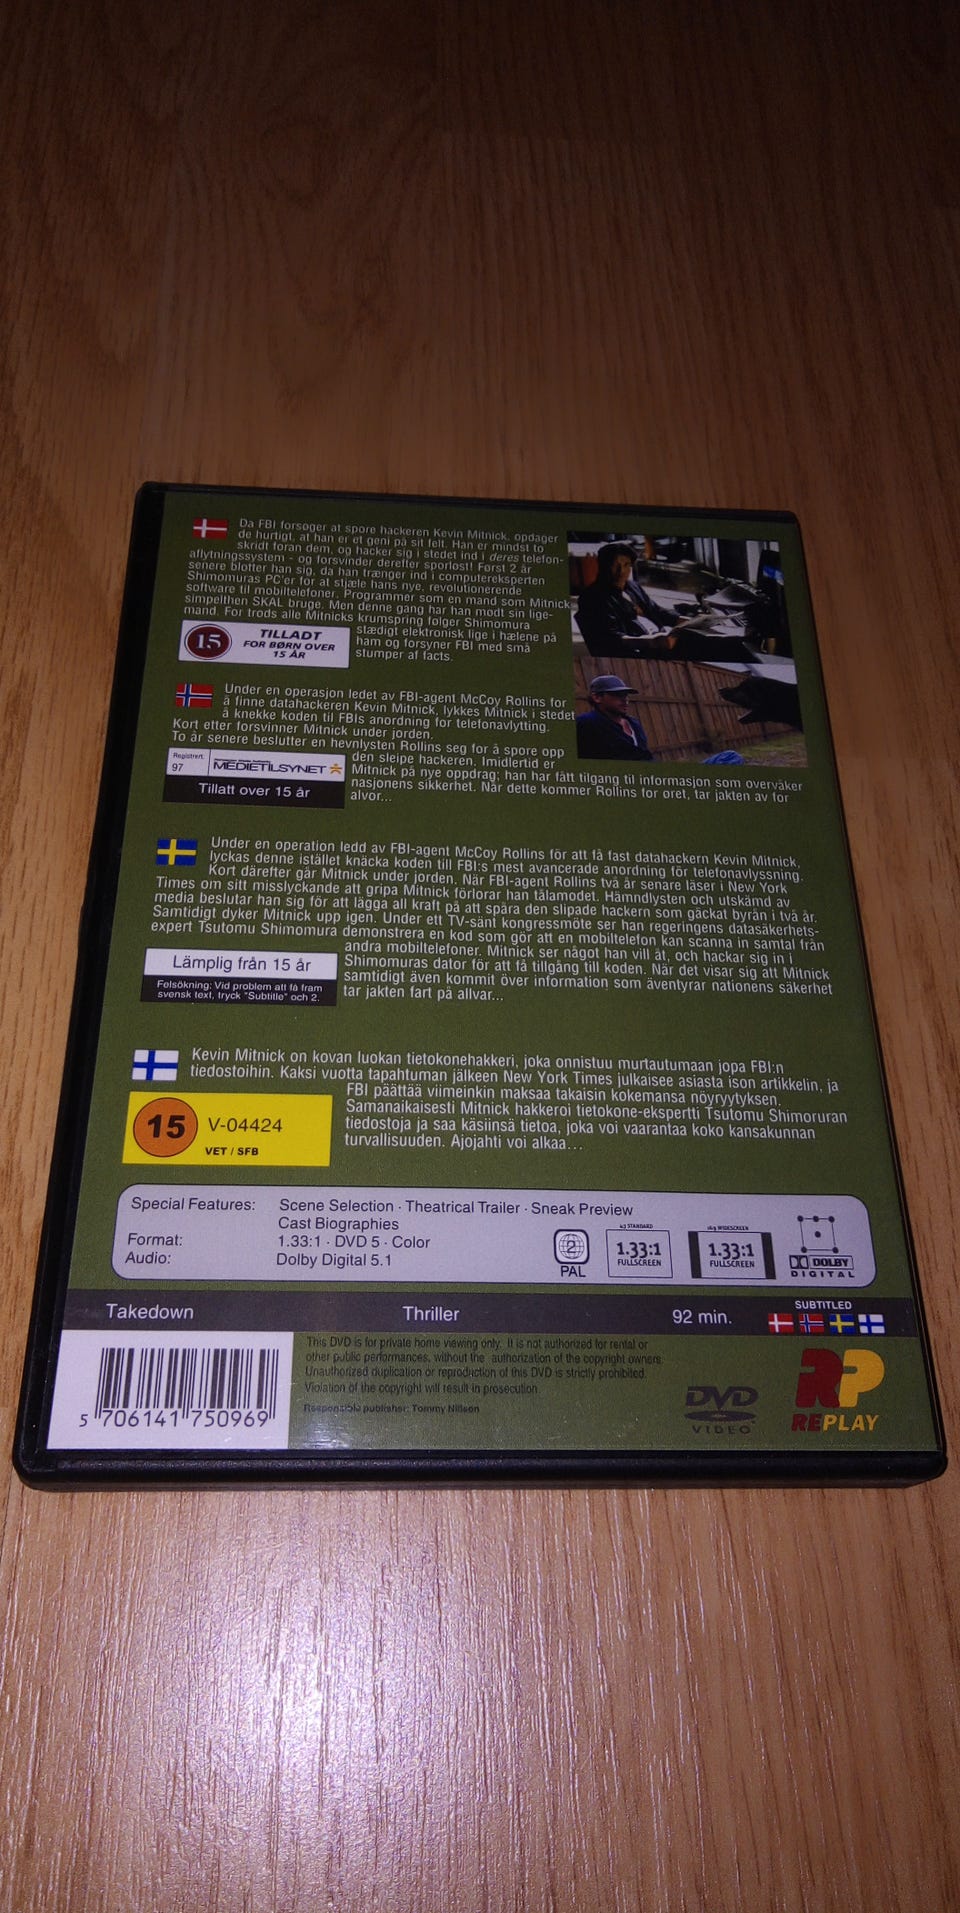 Da FBI forsøger at spore hackeren Kevin Mitnick, opdager
de hurtigt, at han er et geni på sit felt. Han er mindst to
skridt foran dem, og hacker sig i stedet ind i deres telefon-
aflytningssystem - og forsvinder derefter sporløst! Først 2 år
senere blotter han sig, da han trænger ind i computereksperten
Shimomuras PC'er for at stjæle hans nye, revolutionerende
software til mobiltelefoner. Programmer som en mand som Mitnick
simpelthen SKAL bruge. Men denne gang har han mødt sin lige-
mand. For trods alle Mitnicks krumspring følger Shimomura
stædigt elektronisk lige i hælene på
ham og forsyner FBI med små
stumper af facts.
15
TILLADT
FOR BØRN OVER
15 ÅR
Under en operasjon ledet av FBI-agent McCoy Rollins for
å finne datahackeren Kevin Mitnick, lykkes Mitnick i stedet
å knekke koden til FBIs anordning for telefonavlytting.
Kort etter forsvinner Mitnick under jorden.
To år senere beslutter en hevnlysten Rollins seg for å spore opp
den sleipe hackeren. Imidlertid er
Mitnick på nye oppdrag; han har fått tilgang til informasjon som overvåker
nasjonens sikkerhet. Når dette kommer Rollins for øret, tar jakten av for
alvor...
Registrert.
97
MEDIETILSYNET
Tillatt over 15 år
Under en operation ledd av FBI-agent McCoy Rollins för att få fast datahackern Kevin Mitnick,
lyckas denne istället knäcka koden till FBI:s mest avancerade anordning för telefonavlyssning.
Kort därefter går Mitnick under jorden. När FBI-agent Rollins två år senare läser i New York
Times om sitt misslyckande att gripa Mitnick förlorar han tålamodet. Hämndlysten och utskämd av
media beslutar han sig för att lägga all kraft på att spåra den slipade hackern som gäckat byrån i två år.
Samtidigt dyker Mitnick upp igen. Under ett TV-sänt kongressmöte ser han regeringens datasäkerhets-
expert Tsutomu Shimomura demonstrera en kod som gör att en mobiltelefon kan scanna in samtal från
andra mobiltelefoner. Mitnick ser något han vill åt, och hackar sig in i
Shimomuras dator för att få tillgång till koden. När det visar sig att Mitnick
samtidigt även kommit över information som äventyrar nationens säkerhet
tar jakten fart på allvar...
Lämplig från 15 år
Felsökning: Vid problem att få fram
svensk text, tryck "Subtitle" och 2.
Kevin Mitnick on kovan luokan tietokonehakkeri, joka onnistuu murtautumaan jopa FBI:n
tiedostoihin. Kaksi vuotta tapahtuman jälkeen New York Times julkaisee asiasta ison artikkelin, ja
FBI päättää viimeinkin maksaa takaisin kokemansa nöyryytyksen.
Samanaikaisesti Mitnick hakkeroi tietokone-ekspertti Tsutomu Shimoruran
tiedostoja ja saa käsiinsä tietoa, joka voi vaarantaa koko kansakunnan
turvallisuuden. Ajojahti voi alkaa...
15
V-04424
VET / SFB
Special Features: Scene Selection · Theatrical Trailer · Sneak Preview
Cast Biographies
Format: 1.33:1 · DVD 5 · Color
Audio: Dolby Digital 5.1
2
PAL
4:3 STANDARD
1.33:1
FULLSCREEN
16:9 WIDESCREEN
1.33:1
FULLSCREEN
DOLBY
DIGITAL
Takedown Thriller 92 min.
SUBTITLED
5 706141 750969
This DVD is for private home viewing only. It is not authorized for rental or
other public performances, without the authorization of the copyright owners.
Unauthorized duplication or reproduction of this DVD is strictly prohibited.
Violation of the copyright will result in prosecution.
Responsible publisher: Tommy Nillson
DVD
VIDEO
RP
REPLAY